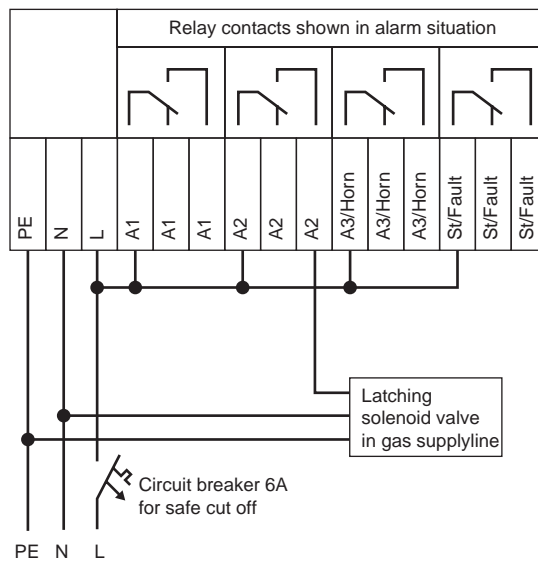 Relay contacts shown in alarm situation
PE
N
L
A1
A1
A1
A2
A2
A2
A3/Horn
A3/Horn
A3/Horn
St/Fault
St/Fault
St/Fault
Latching
solenoid valve
in gas supplyline
Circuit breaker 6A
for safe cut off
PE N L